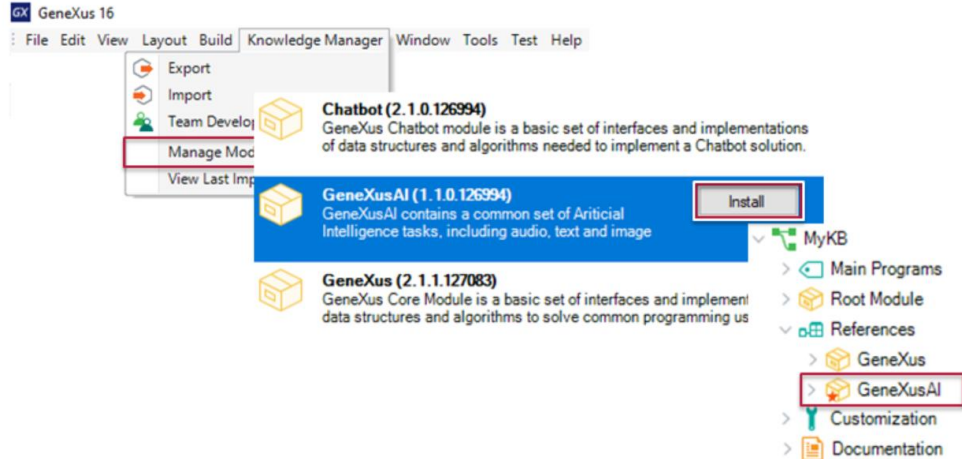 GX GeneXus 16
File Edit View Layout Build Knowledge Manager Window Tools Test Help
Export
Import
Team Develop
Manage Mod
View Last Imp
Chatbot (2.1.0.126994)
GeneXus Chatbot module is a basic set of interfaces and implementations
of data structures and algorithms needed to implement a Chatbot solution.
GeneXusAI (1.1.0.126994)
GeneXusAI contains a common set of Ariticial
Intelligence tasks, including audio, text and image
Install
GeneXus (2.1.1.127083)
GeneXus Core Module is a basic set of interfaces and implement
data structures and algorithms to solve common programming us
MyKB
Main Programs
Root Module
References
GeneXus
GeneXusAI
Customization
Documentation